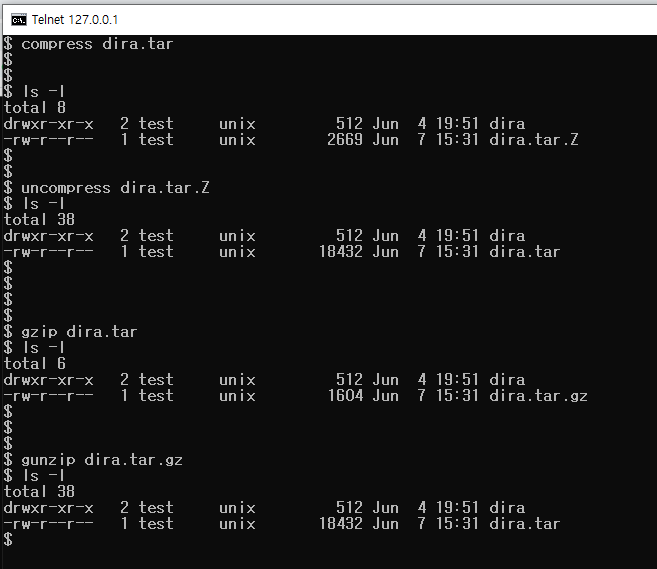 Telnet 127.0.0.1
$ compress dira.tar
$
$
$ ls -l
total 8
drwxr-xr-x   2 test     unix         512 Jun  4 19:51 dira
-rw-r--r--   1 test     unix        2669 Jun  7 15:31 dira.tar.Z
$
$
$ uncompress dira.tar.Z
$ ls -l
total 38
drwxr-xr-x   2 test     unix         512 Jun  4 19:51 dira
-rw-r--r--   1 test     unix       18432 Jun  7 15:31 dira.tar
$
$
$
$
$ gzip dira.tar
$ ls -l
total 6
drwxr-xr-x   2 test     unix         512 Jun  4 19:51 dira
-rw-r--r--   1 test     unix        1604 Jun  7 15:31 dira.tar.gz
$
$
$
$ gunzip dira.tar.gz
$ ls -l
total 38
drwxr-xr-x   2 test     unix         512 Jun  4 19:51 dira
-rw-r--r--   1 test     unix       18432 Jun  7 15:31 dira.tar
$